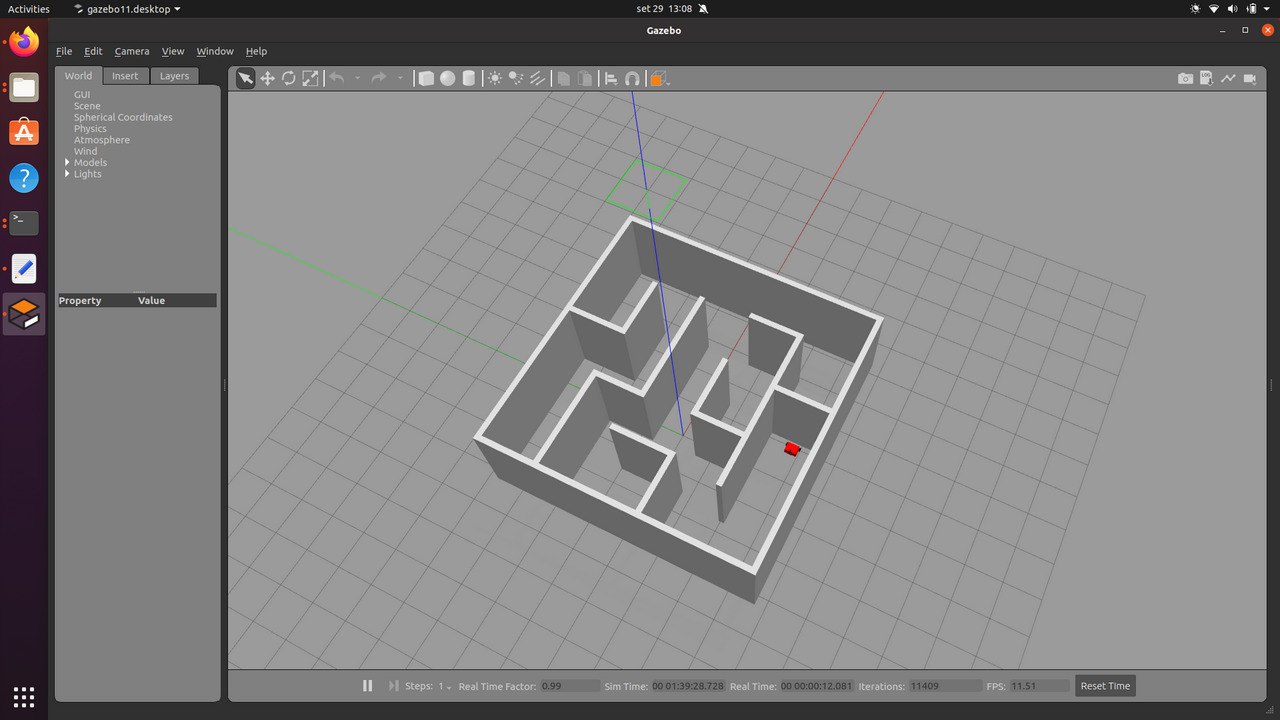 Activities gazebo11.desktop set 29 13:08
Gazebo
File Edit Camera View Window Help
World Insert Layers
GUI
Scene
Spherical Coordinates
Physics
Atmosphere
Wind
Models
Lights
Property Value
Steps: 1 Real Time Factor: 0.99 Sim Time: 00 01:39:28.728 Real Time: 00 00:00:12.081 Iterations: 11409 FPS: 11.51 Reset Time